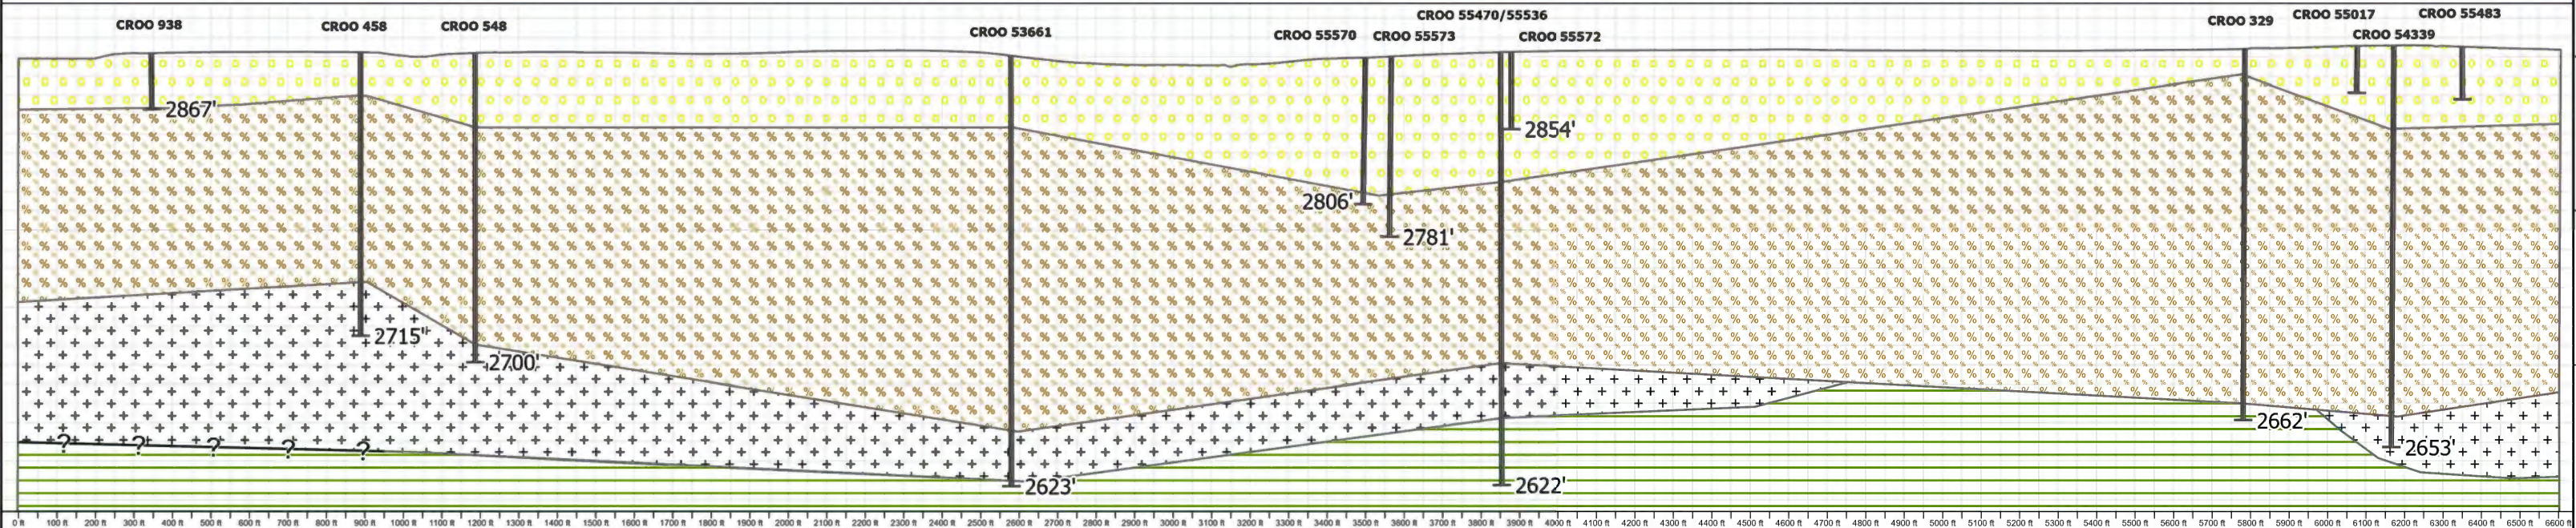 CROO 55470/55536
CROO 938
CROO 458
CROO 548
CROO 53661
CROO 55570
CROO 55573
CROO 55572
CROO 329
CROO 55017
CROO 55483
CROO 54339
2867'
2854'
2806'
2781'
2715'
2700'
2662'
2653'
? ? ? ? ?
2623'
2622'
0 ft 100 ft 200 ft 300 ft 400 ft 500 ft 600 ft 700 ft 800 ft 900 ft 1000 ft 1100 ft 1200 ft 1300 ft 1400 ft 1500 ft 1600 ft 1700 ft 1800 ft 1900 ft 2000 ft 2100 ft 2200 ft 2300 ft 2400 ft 2500 ft 2600 ft 2700 ft 2800 ft 2900 ft 3000 ft 3100 ft 3200 ft 3300 ft 3400 ft 3500 ft 3600 ft 3700 ft 3800 ft 3900 ft 4000 ft 4100 ft 4200 ft 4300 ft 4400 ft 4500 ft 4600 ft 4700 ft 4800 ft 4900 ft 5000 ft 5100 ft 5200 ft 5300 ft 5400 ft 5500 ft 5600 ft 5700 ft 5800 ft 5900 ft 6000 ft 6100 ft 6200 ft 6300 ft 6400 ft 6500 ft 6600 ft